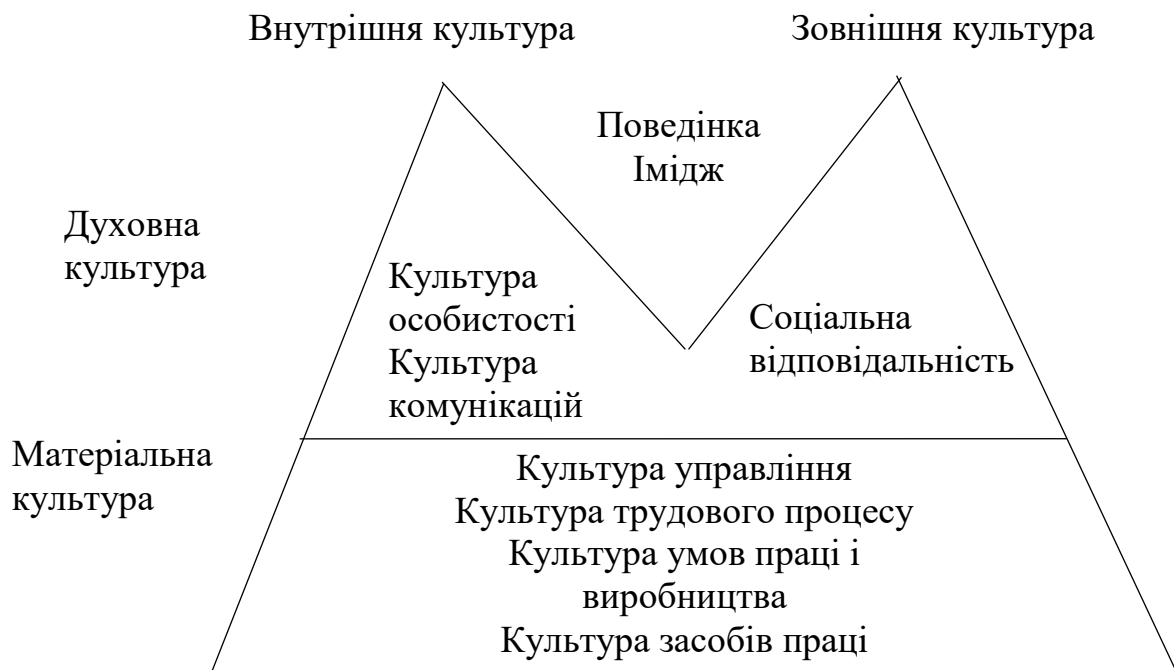 Внутрішня культура
Зовнішня культура
Поведінка
Імідж
Духовна
культура
Культура
особистості
Культура
комунікацій
Соціальна
відповідальність
Матеріальна
культура
Культура управління
Культура трудового процесу
Культура умов праці і
виробництва
Культура засобів праці